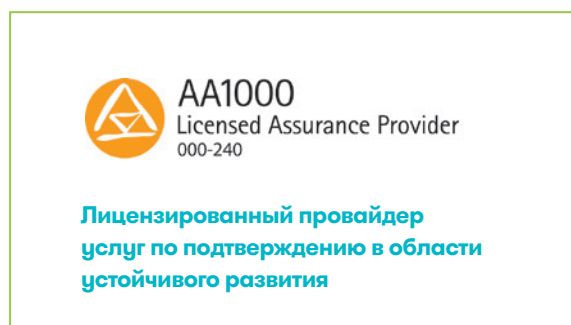 AA1000
Licensed Assurance Provider
000-240
Лицензированный провайдер
услуг по подтверждению в области
устойчивого развития